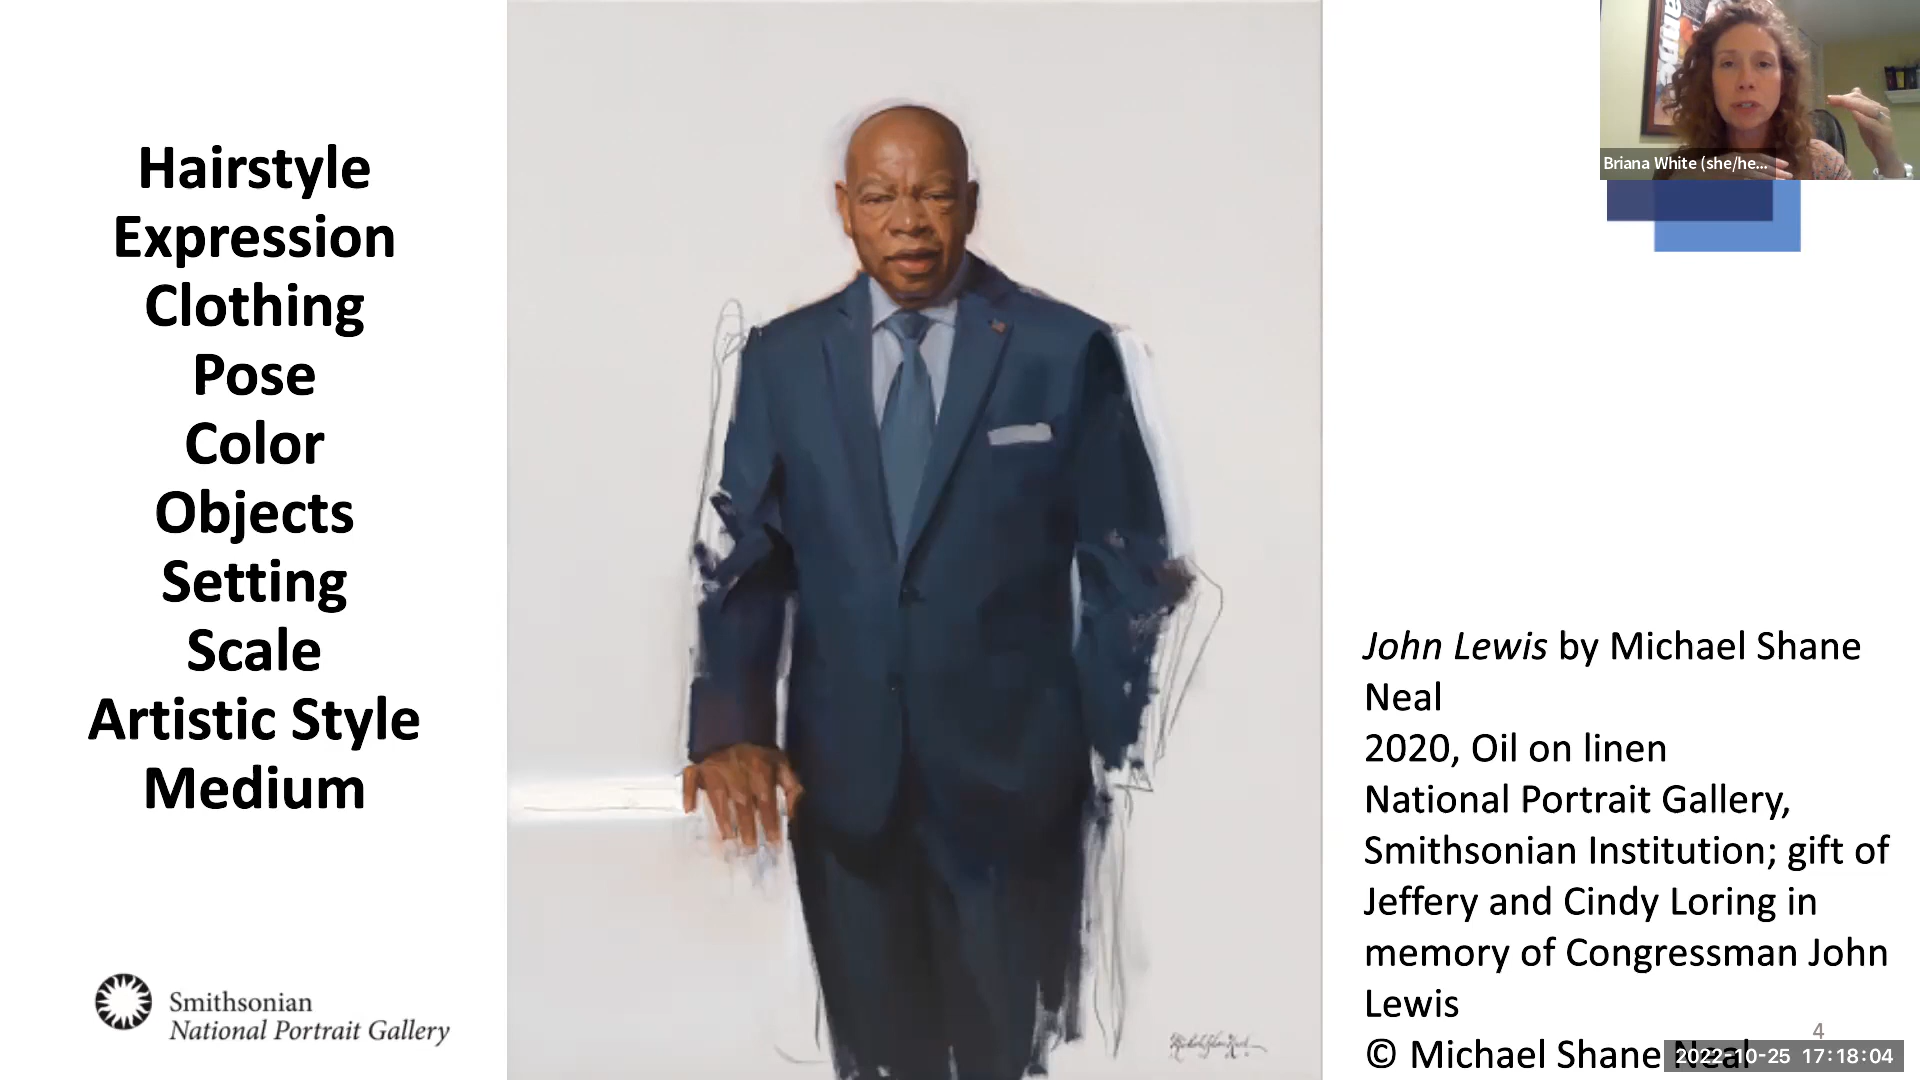 Hairstyle
Expression
Clothing
Pose
Color
Objects
Setting
Scale
Artistic Style
Medium
Smithsonian
National Portrait Gallery
Briana White (she/he...
John Lewis by Michael Shane
Neal
2020, Oil on linen
National Portrait Gallery,
Smithsonian Institution; gift of
Jeffery and Cindy Loring in
memory of Congressman John
Lewis
© Michael Shane Neal
4
2022-10-25 17:18:04